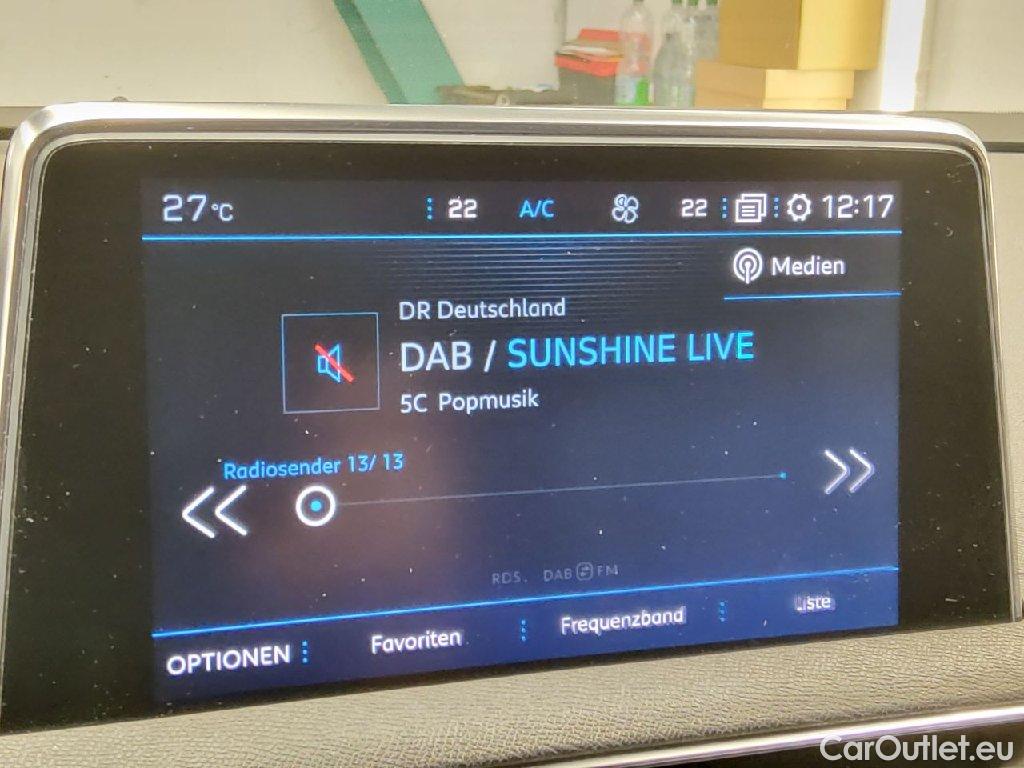 27°C 22 A/C 22 12:17
Medien
DR Deutschland
DAB / SUNSHINE LIVE
5C Popmusik
Radiosender 13/ 13
RDS. DAB FM
OPTIONEN Favoriten Frequenzband Liste
CarOutlet.eu